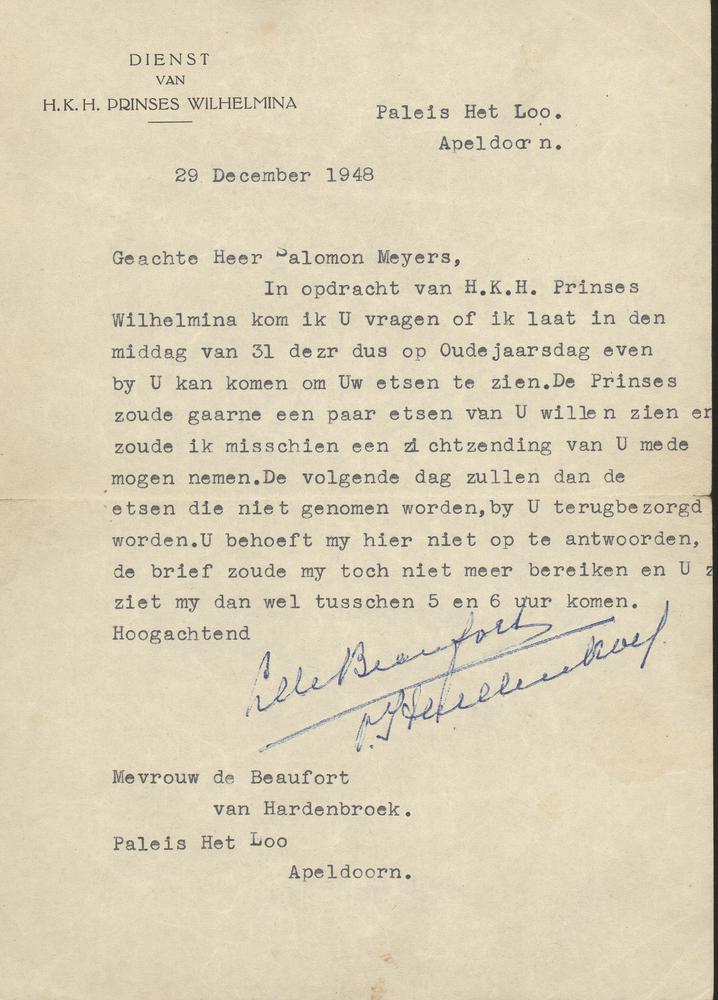 DIENST
VAN
H.K.H. PRINSES WILHELMINA
Paleis Het Loo.
Apeldoorn.
29 December 1948
Geachte Heer Salomon Meyers,
In opdracht van H.K.H. Prinses
Wilhelmina kom ik U vragen of ik laat in den
middag van 31 dezr dus op Oudejaarsdag even
by U kan komen om Uw etsen te zien.De Prinses
zoude gaarne een paar etsen van U willen zien en
zoude ik misschien een zichtzending van U mede
mogen nemen.De volgende dag zullen dan de
etsen die niet genomen worden,by U terugbezorgd
worden.U behoeft my hier niet op te antwoorden,
de brief zoude my toch niet meer bereiken en U z
ziet my dan wel tusschen 5 en 6 uur komen.
Hoogachtend
de Beaufort
Mevrouw de Beaufort
van Hardenbroek.
Paleis Het Loo
Apeldoorn.